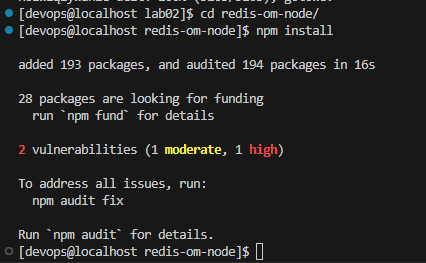 [devops@localhost lab02]$ cd redis-om-node/
[devops@localhost redis-om-node]$ npm install
added 193 packages, and audited 194 packages in 16s
28 packages are looking for funding
run `npm fund` for details
2 vulnerabilities (1 moderate, 1 high)
To address all issues, run:
npm audit fix
Run `npm audit` for details.
[devops@localhost redis-om-node]$